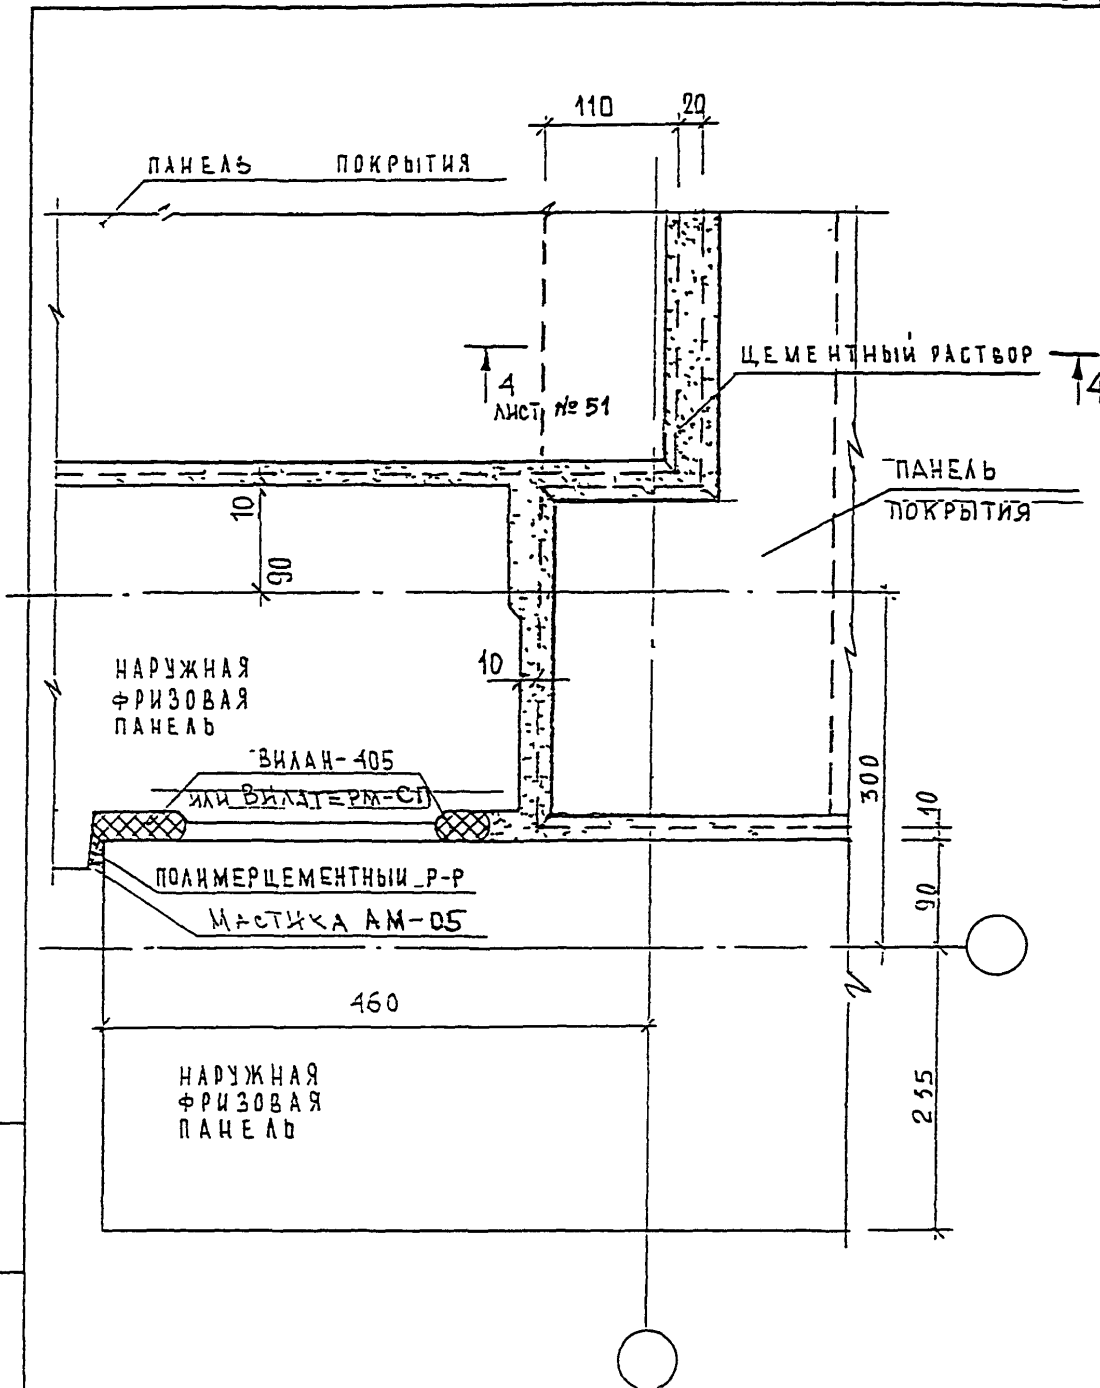 110 20
ПАНЕЛЬ ПОКРЫТИЯ
ЦЕМЕНТНЫЙ РАСТВОР
4
4
ЛИСТ № 51
ПАНЕЛЬ
ПОКРЫТИЯ
10
90
НАРУЖНАЯ
ФРИЗОВАЯ
ПАНЕЛЬ
10
ВИЛАН-405
ИЛИ ВИЛАТЕРМ-СП
300
10
90
ПОЛИМЕРЦЕМЕНТНЫЙ Р-Р
МАСТИКА АМ-05
460
НАРУЖНАЯ
ФРИЗОВАЯ
ПАНЕЛЬ
255